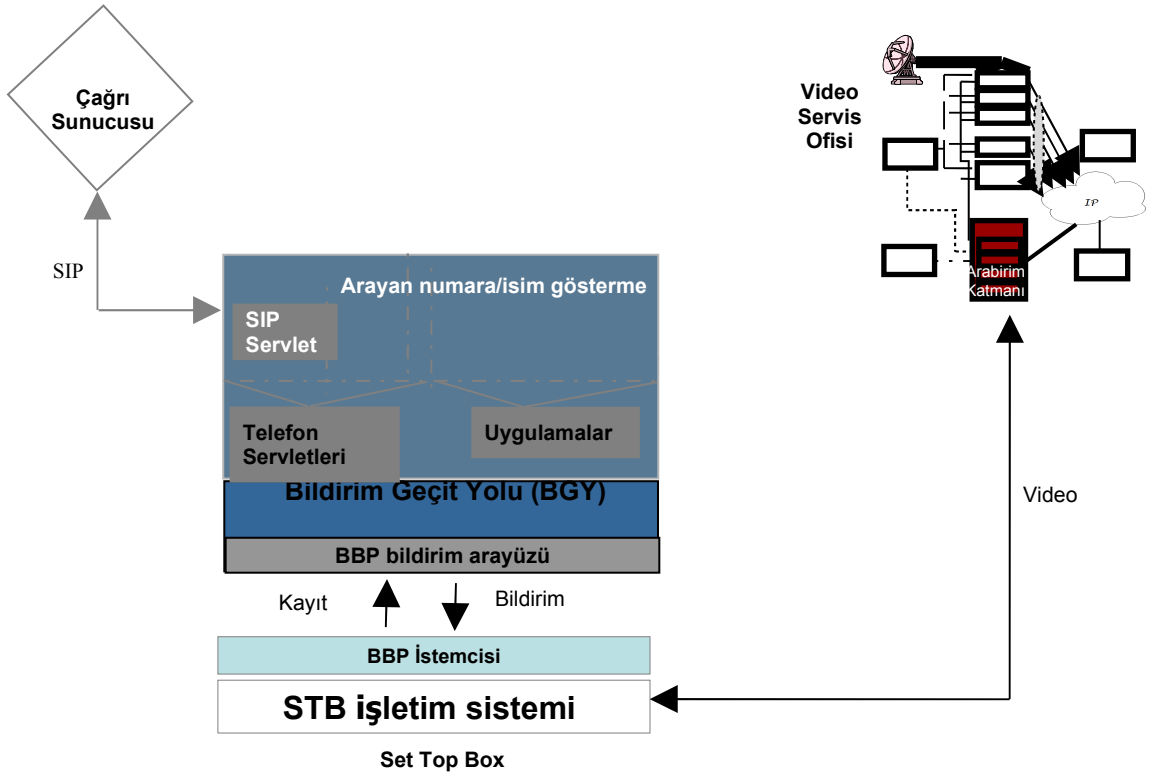 Çağrı
Sunucusu
Video
Servis
Ofisi
IP
SIP
Arabirim
Katmanı
Arayan numara/isim gösterme
SIP
Servlet
Telefon
Servletleri
Uygulamalar
Bildirim Geçit Yolu (BGY)
Video
BBP bildirim arayüzü
Kayıt
Bildirim
BBP İstemcisi
STB işletim sistemi
Set Top Box